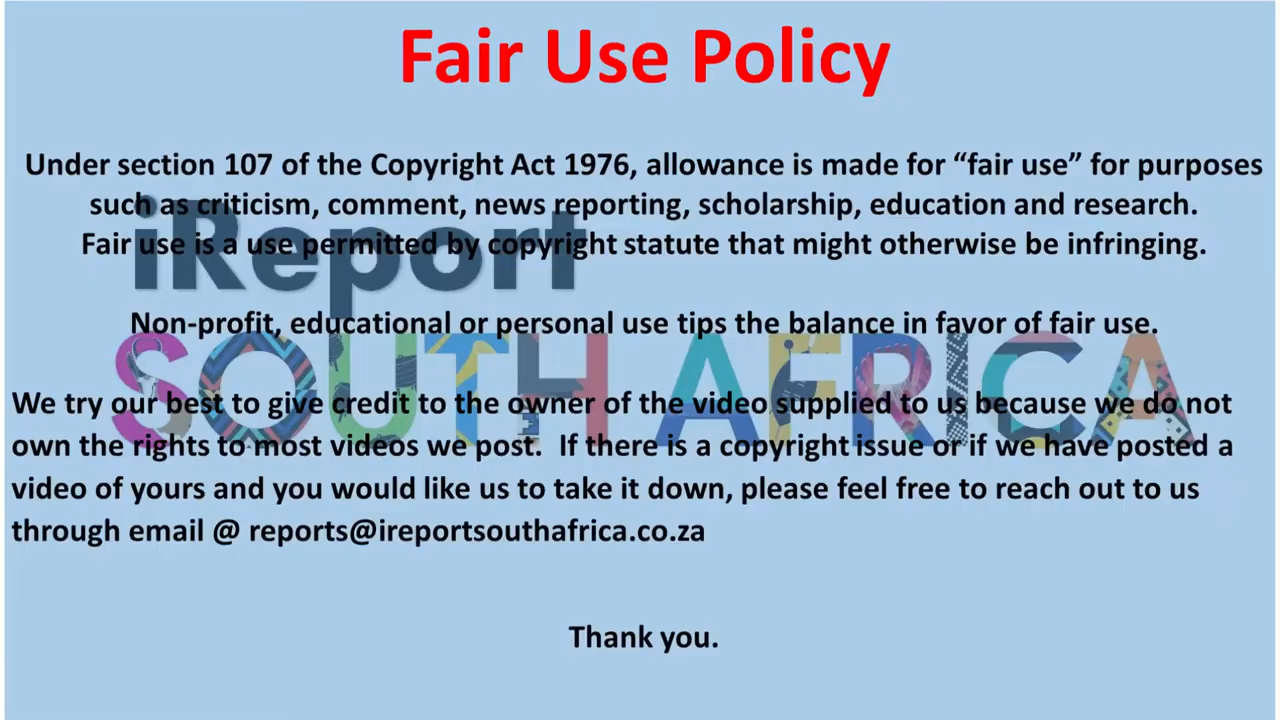 Fair Use Policy
Under section 107 of the Copyright Act 1976, allowance is made for “fair use” for purposes
such as criticism, comment, news reporting, scholarship, education and research.
Fair use is a use permitted by copyright statute that might otherwise be infringing.
iReport
Non-profit, educational or personal use tips the balance in favor of fair use.
SOUTH AFRICA
We try our best to give credit to the owner of the video supplied to us because we do not
own the rights to most videos we post.  If there is a copyright issue or if we have posted a
video of yours and you would like us to take it down, please feel free to reach out to us
through email @ reports@ireportsouthafrica.co.za
Thank you.